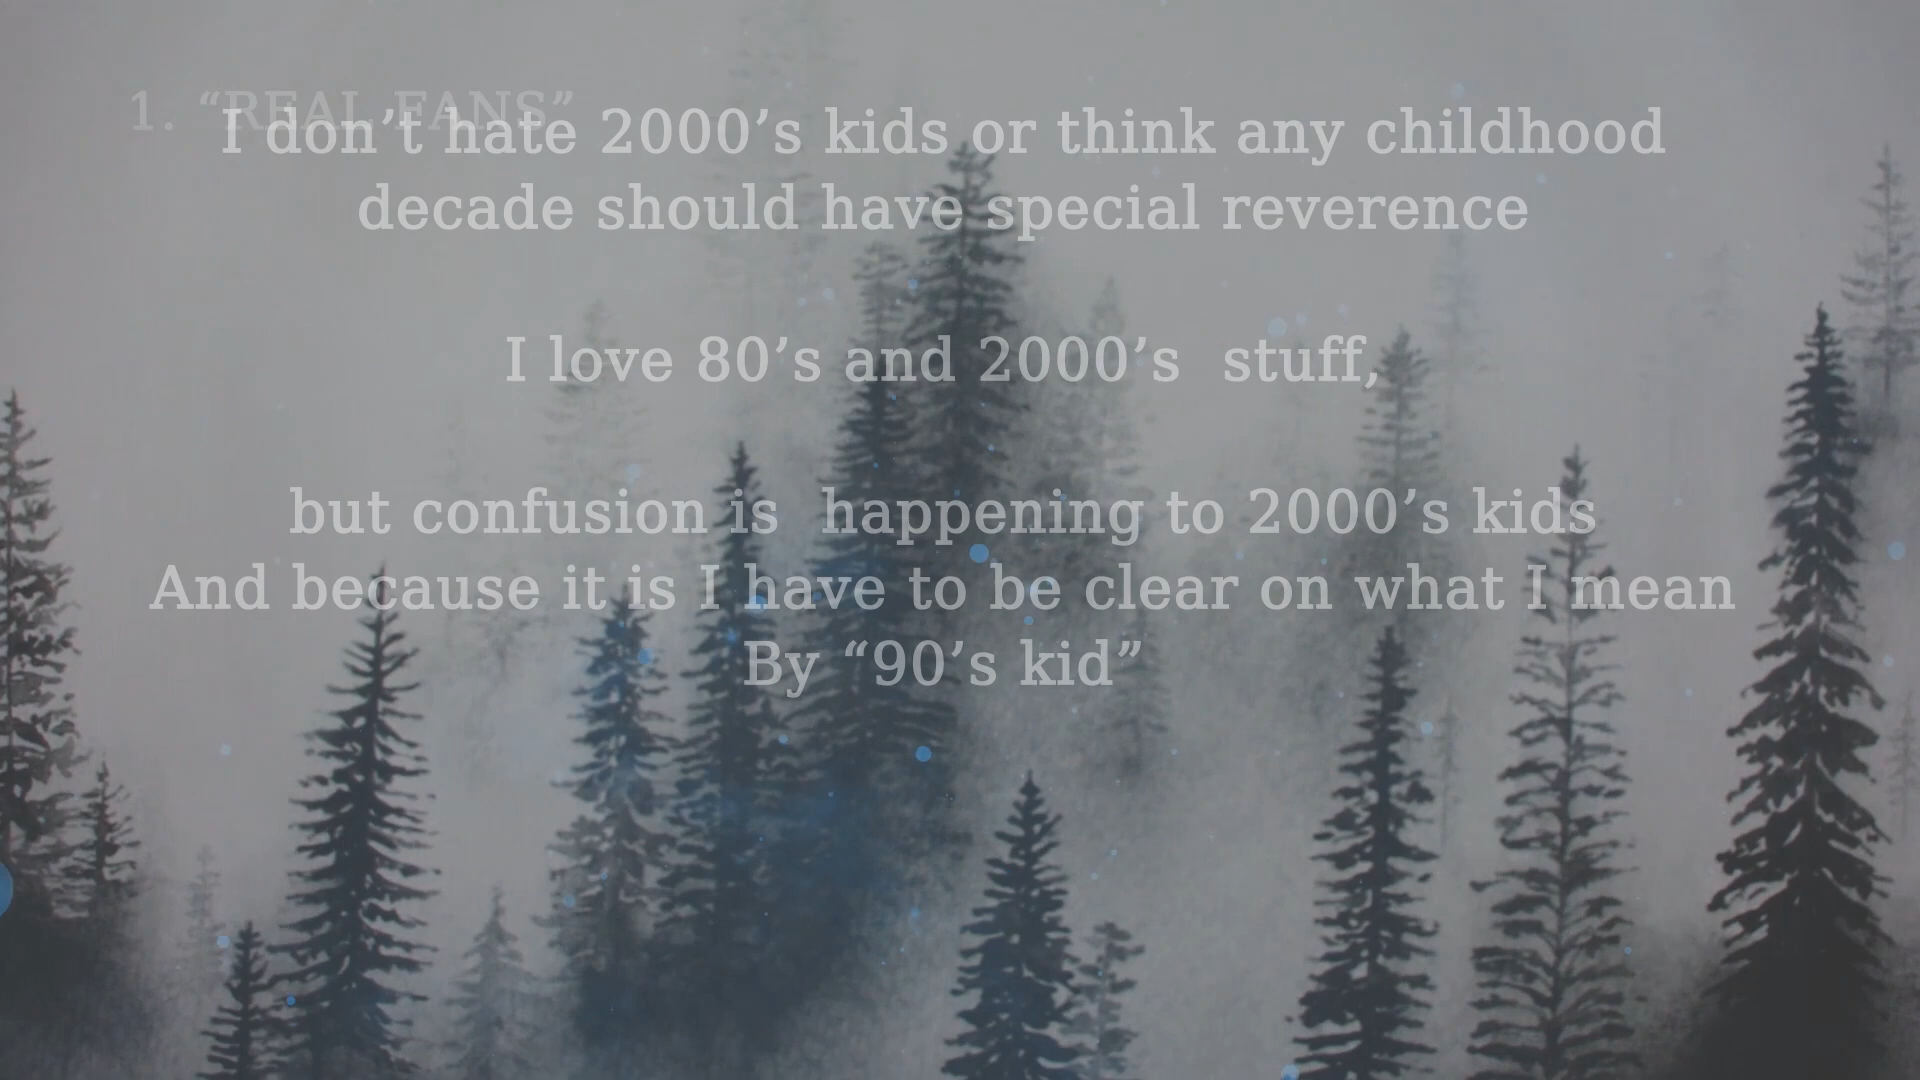 1. “REAL FANS”
I don’t hate 2000’s kids or think any childhood
decade should have special reverence
I love 80’s and 2000’s  stuff,
but confusion is  happening to 2000’s kids
And because it is I have to be clear on what I mean
By “90’s kid”